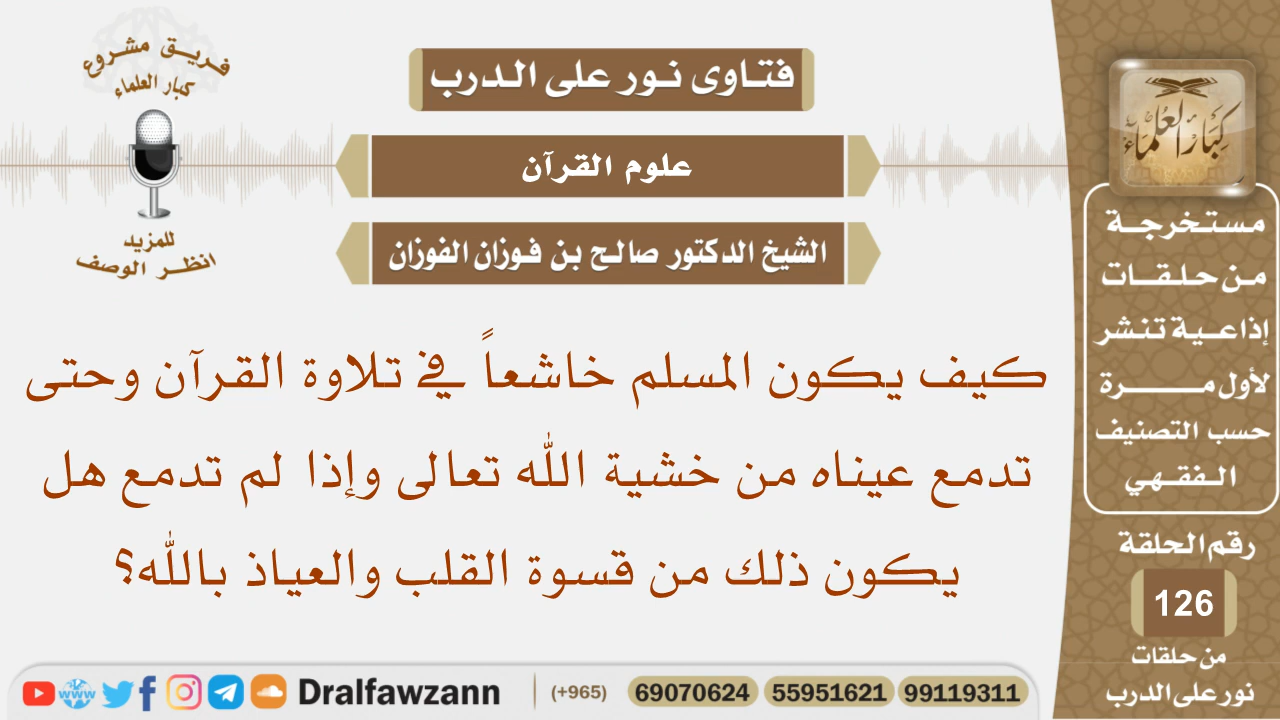 فريق مشروع
كبار العلماء
للمزيد
انظر الوصف
فتاوى نور على الدرب
علوم القرآن
الشيخ الدكتور صالح بن فوزان الفوزان
كيف يكون المسلم خاشعاً في تلاوة القرآن وحتى
تدمع عيناه من خشية الله تعالى وإذا لم تدمع هل
يكون ذلك من قسوة القلب والعياذ بالله؟
كبار العلماء
مستخرجة
من حلقات
إذاعية تنشر
لأول مرة
حسب التصنيف
الفقهي
رقم الحلقة
126
من حلقات
نور على الدرب
www Dralfawzann (+965) 69070624 55951621 99119311